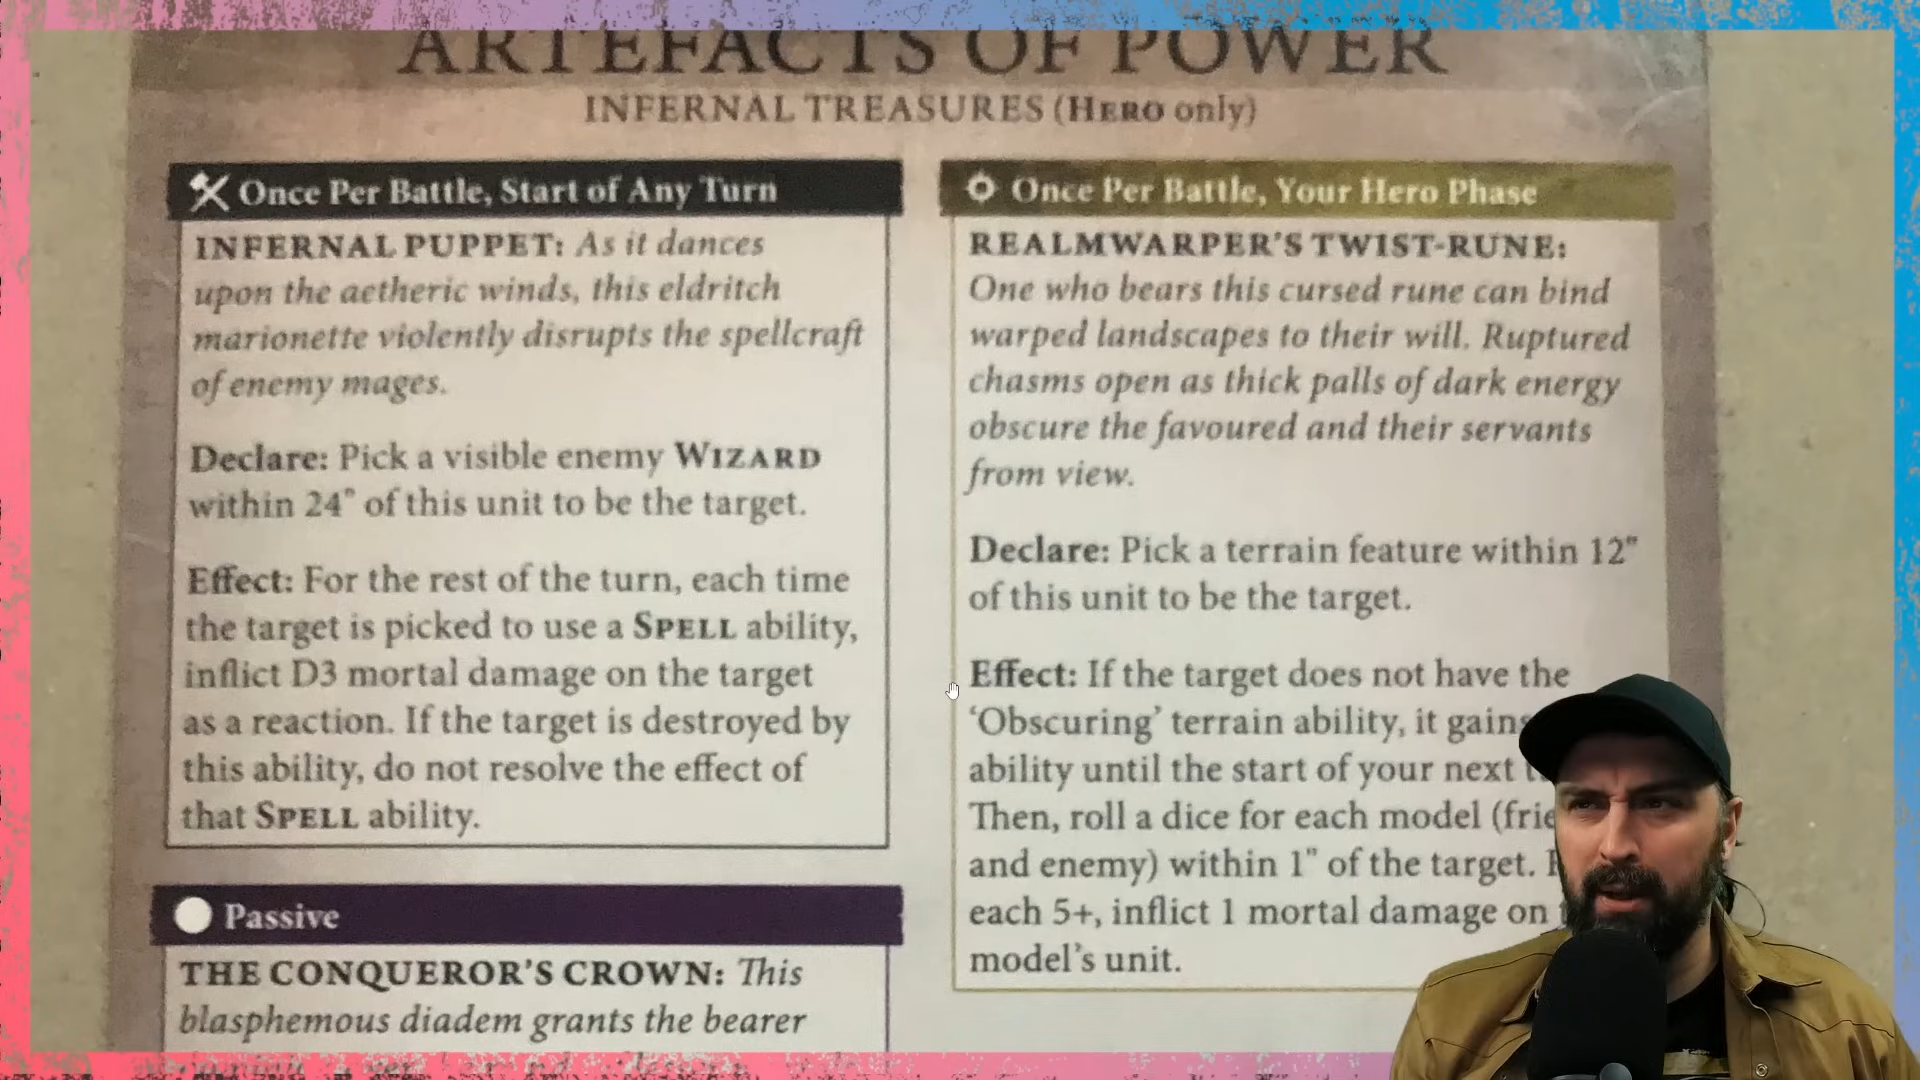 ARTEFACTS OF POWER
INFERNAL TREASURES (HERO only)
Once Per Battle, Start of Any Turn
INFERNAL PUPPET: As it dances
upon the aetheric winds, this eldritch
marionette violently disrupts the spellcraft
of enemy mages.
Declare: Pick a visible enemy WIZARD
within 24" of this unit to be the target.
Effect: For the rest of the turn, each time
the target is picked to use a SPELL ability,
inflict D3 mortal damage on the target
as a reaction. If the target is destroyed by
this ability, do not resolve the effect of
that SPELL ability.
Passive
THE CONQUEROR'S CROWN: This
blasphemous diadem grants the bearer
Once Per Battle, Your Hero Phase
REALMWARPER'S TWIST-RUNE:
One who bears this cursed rune can bind
warped landscapes to their will. Ruptured
chasms open as thick palls of dark energy
obscure the favoured and their servants
from view.
Declare: Pick a terrain feature within 12"
of this unit to be the target.
Effect: If the target does not have the
‘Obscuring’ terrain ability, it gains
ability until the start of your next
Then, roll a dice for each model
and enemy) within 1" of the target.
each 5+, inflict 1 mortal damage on
model's unit.